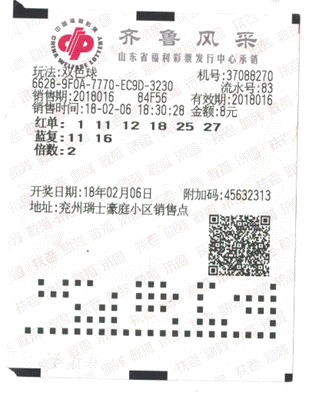 中国福利彩票
CHINA WELFARE LOTTERY
齐鲁风采
山东省福利彩票发行中心承销
玩法:双色球
机号:37088270
6628-9F0A-7770-EC9D-3230
流水号:83
销售期:2018016
84F56
有效期:2018016
销售时间:18-02-06 18:30:28
金额:8元
红单: 1 11 12 18 25 27
蓝复: 11 16
倍数:2
开奖日期:18年02月06日
附加码:45632313
地址:兖州瑞士豪庭小区销售点